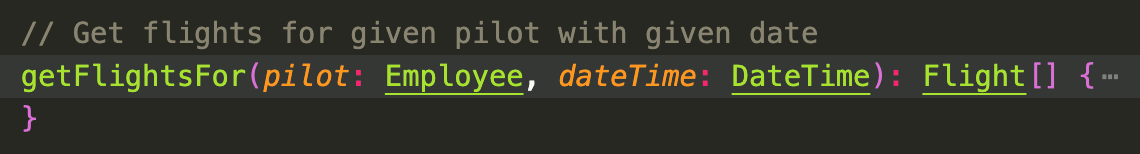 // Get flights for given pilot with given date
getFlightsFor(pilot: Employee, dateTime: DateTime): Flight[] {⋯
}